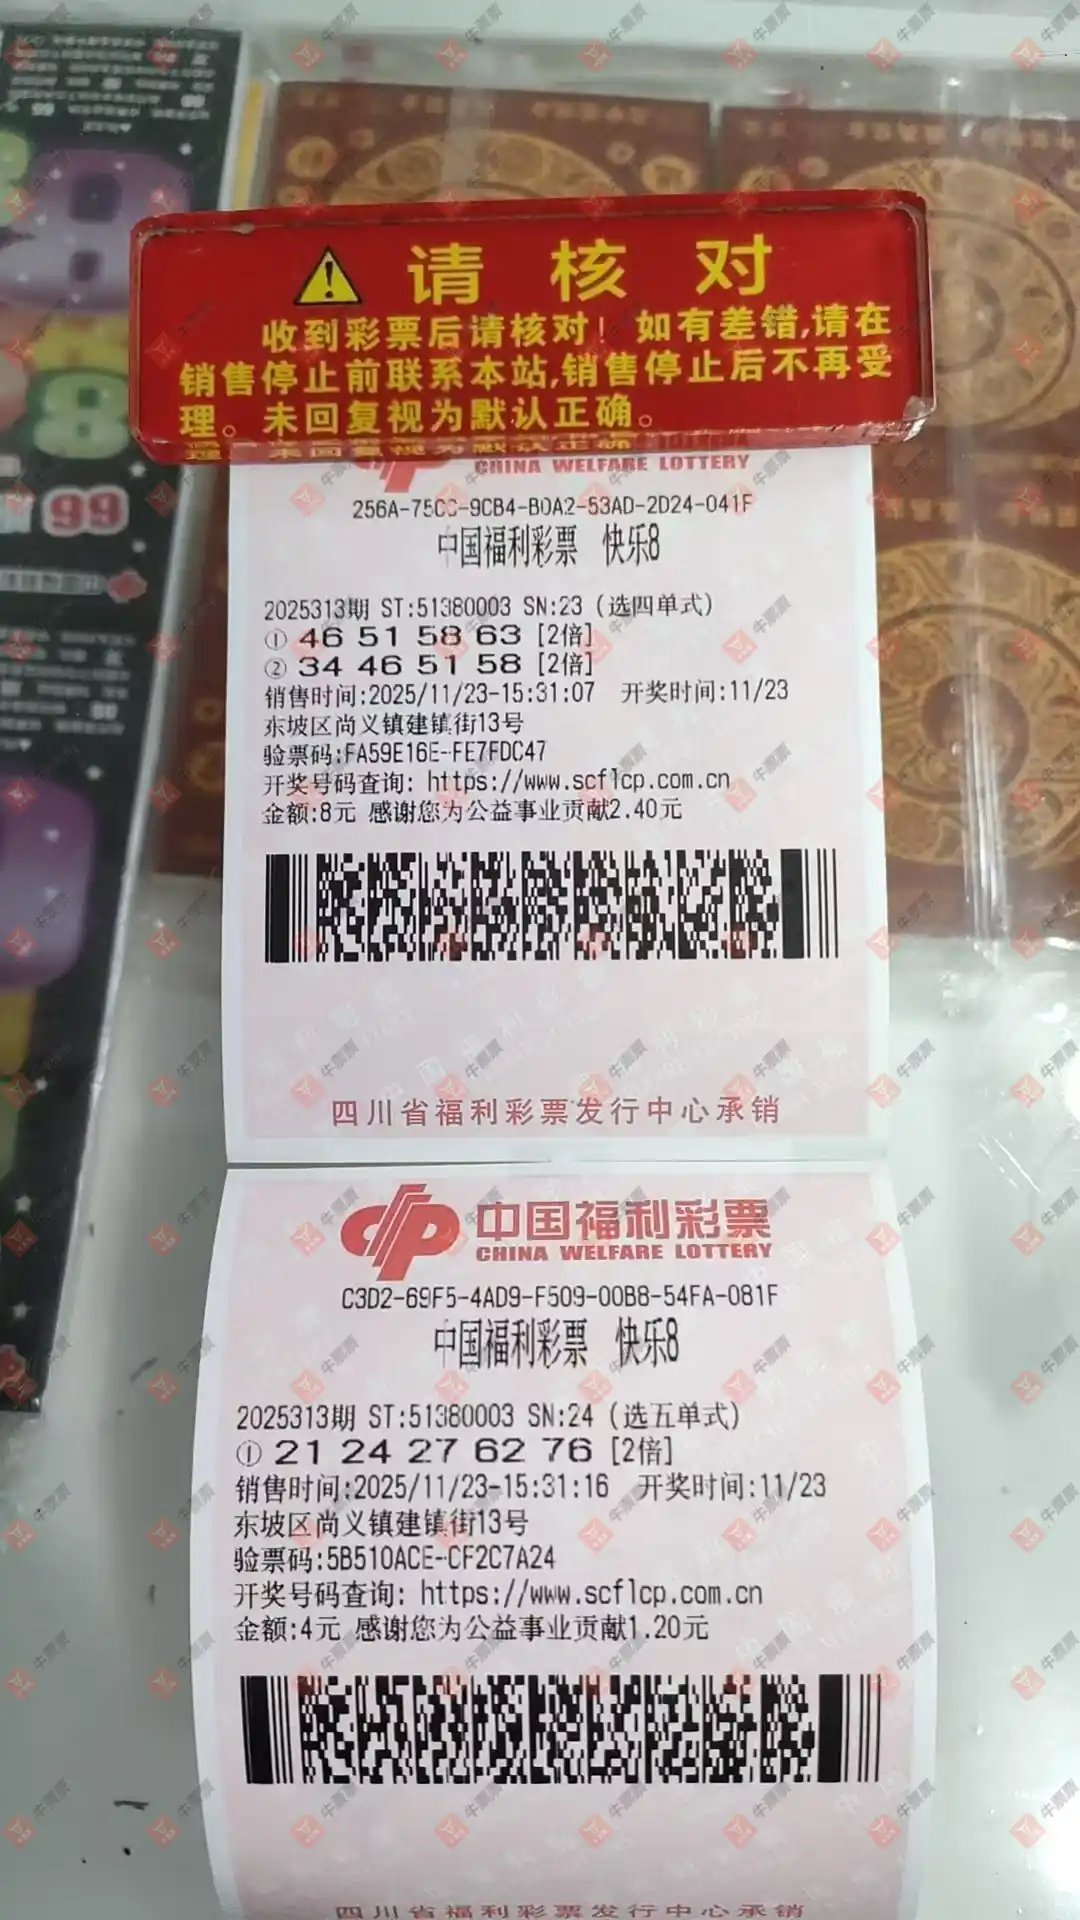 请核对
收到彩票后请核对！如有差错,请在
销售停止前联系本站,销售停止后不再受
理。未回复视为默认正确。
CHINA WELFARE LOTTERY
256A-75CC-9CB4-B0A2-53AD-2D24-041F
中国福利彩票 快乐8
2025313期 ST:51380003 SN:23 (选四单式)
① 46 51 58 63 [2倍]
② 34 46 51 58 [2倍]
销售时间:2025/11/23-15:31:07 开奖时间:11/23
东坡区尚义镇建镇街13号
验票码:FA59E16E-FE7FDC47
开奖号码查询: https://www.scflcp.com.cn
金额:8元 感谢您为公益事业贡献2.40元
四川省福利彩票发行中心承销
中国福利彩票
CHINA WELFARE LOTTERY
C3D2-69F5-4AD9-F509-00B8-54FA-081F
中国福利彩票 快乐8
2025313期 ST:51380003 SN:24 (选五单式)
① 21 24 27 62 76 [2倍]
销售时间:2025/11/23-15:31:16 开奖时间:11/23
东坡区尚义镇建镇街13号
验票码:5B510ACE-CF2C7A24
开奖号码查询: https://www.scflcp.com.cn
金额:4元 感谢您为公益事业贡献1.20元
四川省福利彩票发行中心承销
牛票票